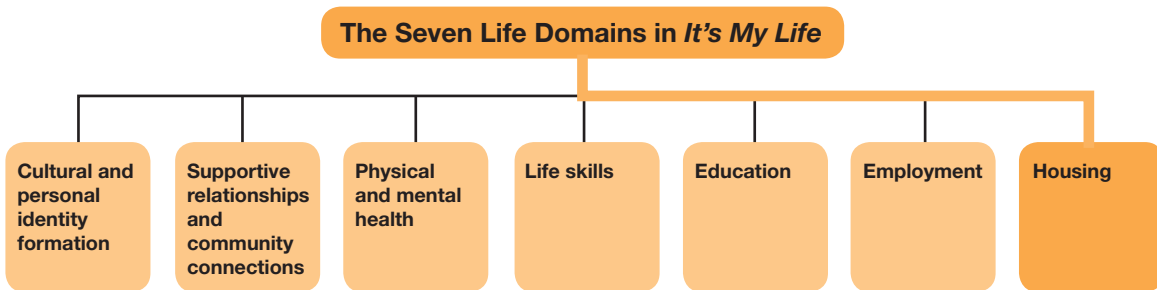 The Seven Life Domains in It's My Life
Cultural and
personal
identity
formation
Supportive
relationships
and
community
connections
Physical
and mental
health
Life skills
Education
Employment
Housing